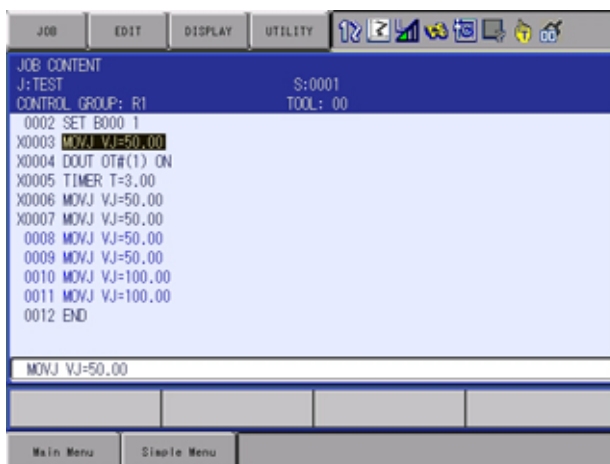 JOB EDIT DISPLAY UTILITY
JOB CONTENT
J:TEST S:0001
CONTROL GROUP: R1 TOOL: 00
0002 SET B000 1
X0003 MOVJ VJ=50.00
X0004 DOUT OT#(1) ON
X0005 TIMER T=3.00
X0006 MOVJ VJ=50.00
X0007 MOVJ VJ=50.00
0008 MOVJ VJ=50.00
0009 MOVJ VJ=50.00
0010 MOVJ VJ=100.00
0011 MOVJ VJ=100.00
0012 END
MOVJ VJ=50.00
Main Menu Simple Menu